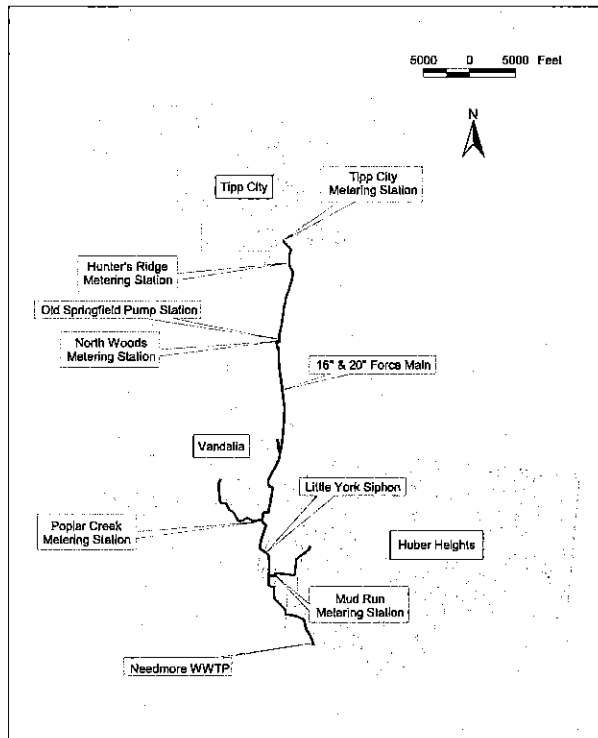 5000 0 5000 Feet
N
Tipp City
Tipp City
Metering Station
Hunter's Ridge
Metering Station
Old Springfield Pump Station
North Woods
Metering Station
16" & 20" Force Main
Vandalia
Little York Siphon
Poplar Creek
Metering Station
Huber Heights
Mud Run
Metering Station
Needmore WWTP